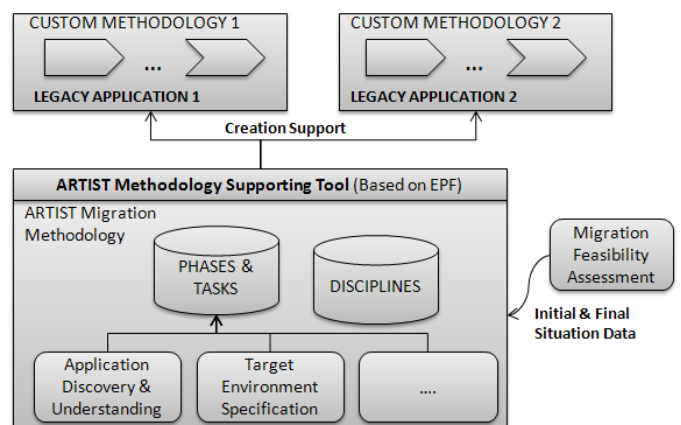 CUSTOM METHODOLOGY 1
...
LEGACY APPLICATION 1
CUSTOM METHODOLOGY 2
...
LEGACY APPLICATION 2
Creation Support
ARTIST Methodology Supporting Tool (Based on EPF)
ARTIST Migration
Methodology
PHASES &
TASKS
DISCIPLINES
Migration
Feasibility
Assessment
Initial & Final
Situation Data
Application
Discovery &
Understanding
Target
Environment
Specification
....